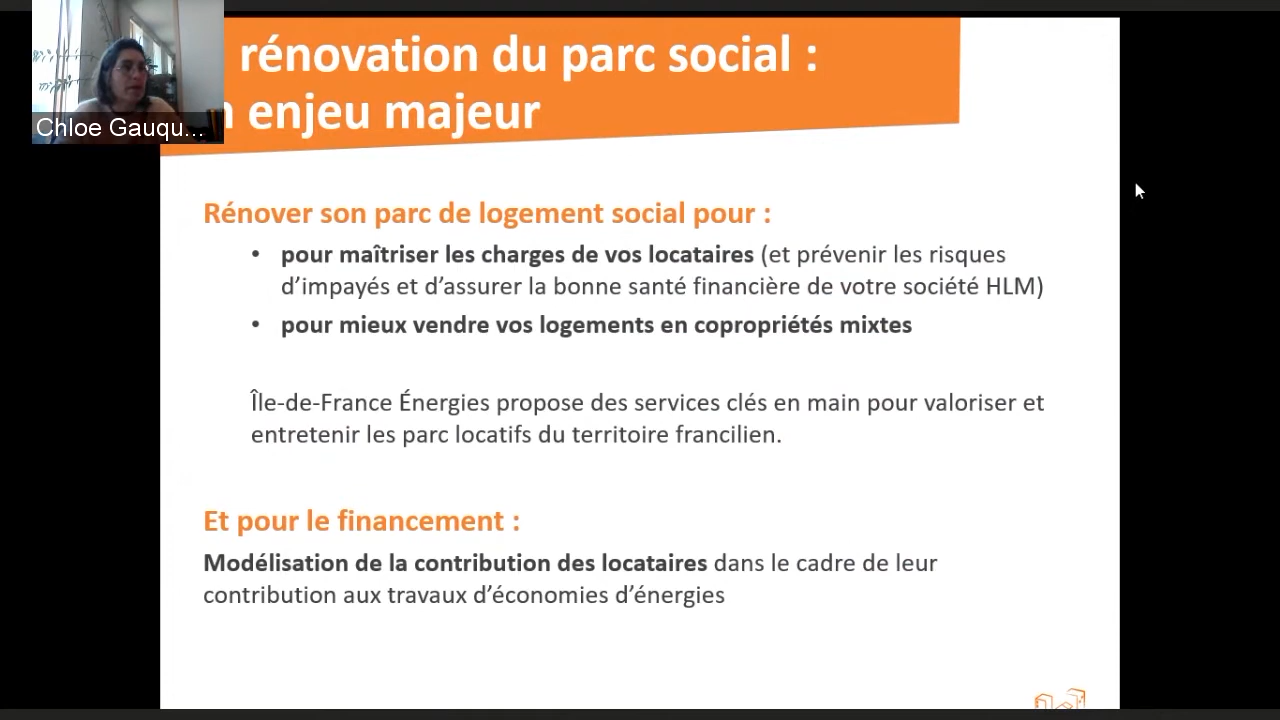 rénovation du parc social :
n enjeu majeur
Chloe Gauqu...
Rénover son parc de logement social pour :
• pour maîtriser les charges de vos locataires (et prévenir les risques
d’impayés et d’assurer la bonne santé financière de votre société HLM)
• pour mieux vendre vos logements en copropriétés mixtes
Île-de-France Énergies propose des services clés en main pour valoriser et
entretenir les parc locatifs du territoire francilien.
Et pour le financement :
Modélisation de la contribution des locataires dans le cadre de leur
contribution aux travaux d’économies d’énergies